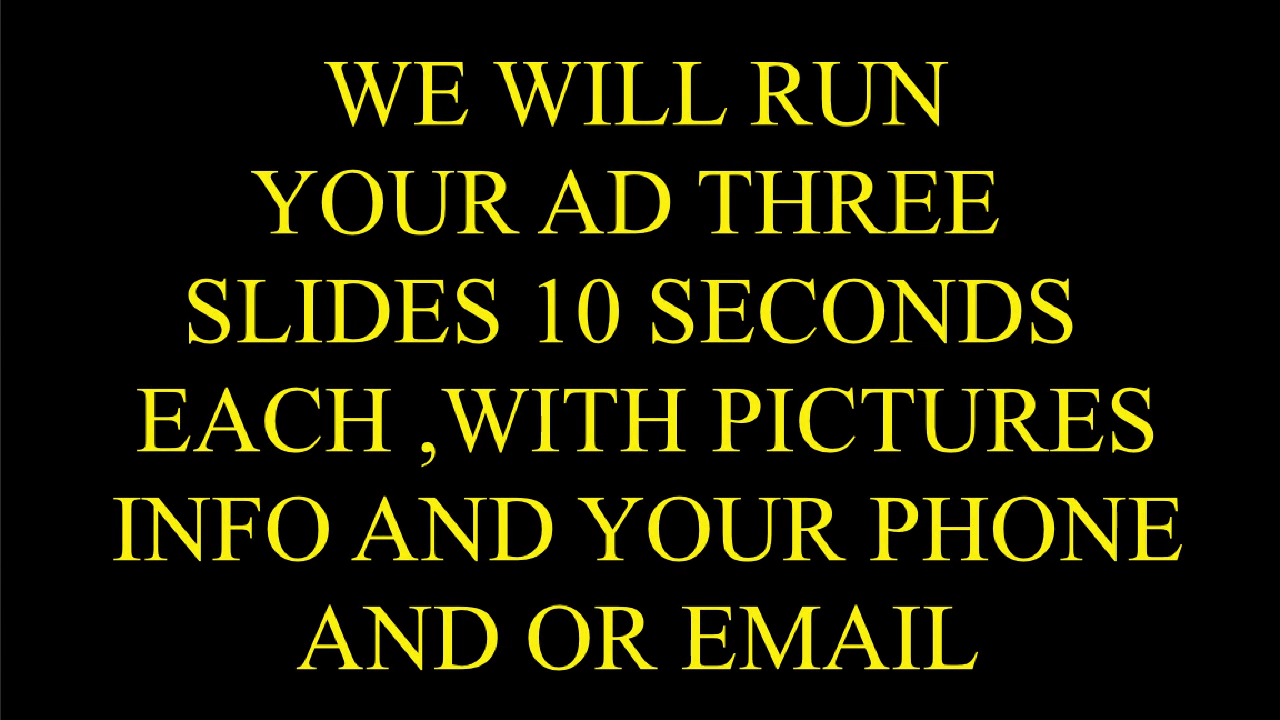 WE WILL RUN
YOUR AD THREE
SLIDES 10 SECONDS
EACH ,WITH PICTURES
INFO AND YOUR PHONE
AND OR EMAIL